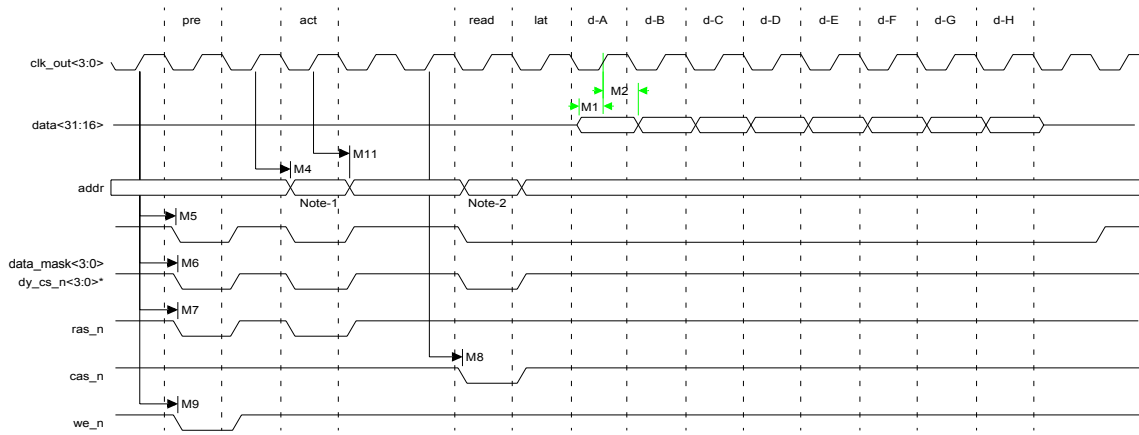 pre act read lat d-A d-B d-C d-D d-E d-F d-G d-H
clk_out<3:0>
M2
M1
data<31:16>
M11
M4
addr
Note-1 Note-2
M5
data_mask<3:0>
M6
dy_cs_n<3:0>*
M7
ras_n
M8
cas_n
M9
we_n